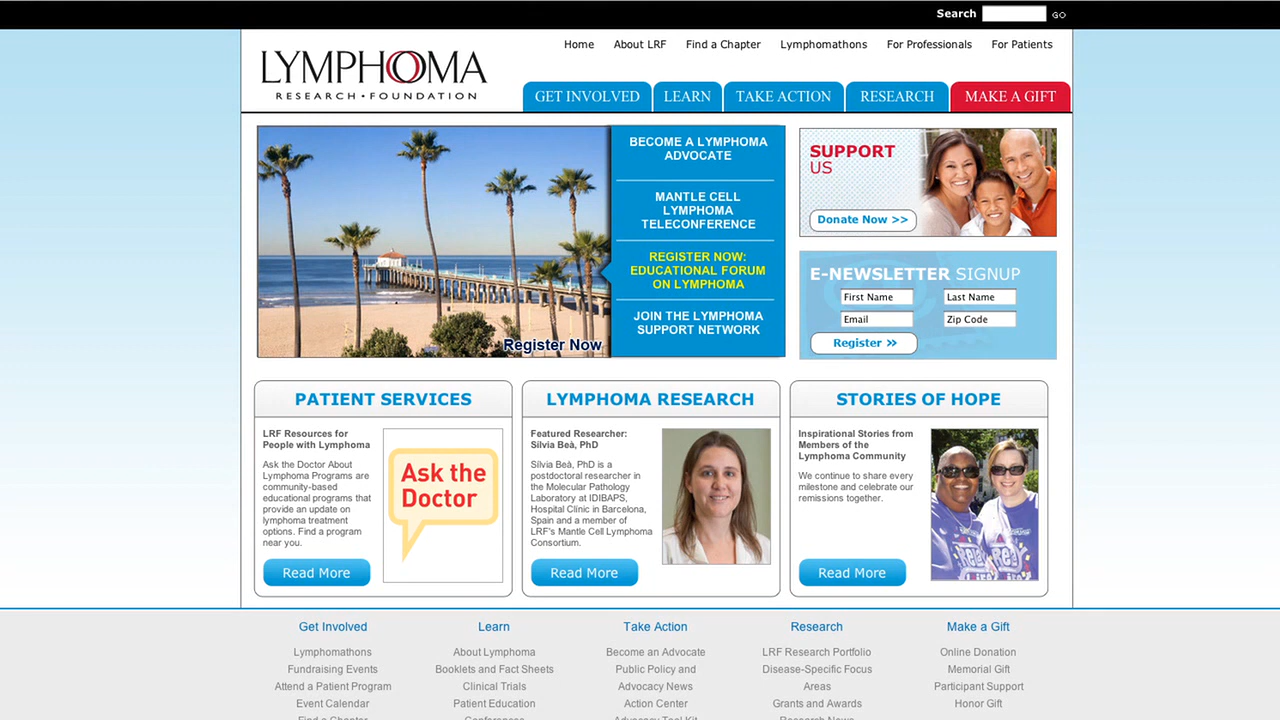 Search
GO
LYMPHOMA
RESEARCH • FOUNDATION
Home
About LRF
Find a Chapter
Lymphomathons
For Professionals
For Patients
GET INVOLVED
LEARN
TAKE ACTION
RESEARCH
MAKE A GIFT
Register Now
BECOME A LYMPHOMA
ADVOCATE
MANTLE CELL
LYMPHOMA
TELECONFERENCE
REGISTER NOW:
EDUCATIONAL FORUM
ON LYMPHOMA
JOIN THE LYMPHOMA
SUPPORT NETWORK
SUPPORT
US
Donate Now >>
E-NEWSLETTER SIGNUP
First Name
Last Name
Email
Zip Code
Register >>
PATIENT SERVICES
LRF Resources for
People with Lymphoma
Ask the Doctor About
Lymphoma Programs are
community-based
educational programs that
provide an update on
lymphoma treatment
options. Find a program
near you.
Ask the
Doctor
Read More
LYMPHOMA RESEARCH
Featured Researcher:
Silvia Beà, PhD
Sílvia Beà, PhD is a
postdoctoral researcher in
the Molecular Pathology
Laboratory at IDIBAPS,
Hospital Clinic in Barcelona,
Spain and a member of
LRF's Mantle Cell Lymphoma
Consortium.
Read More
STORIES OF HOPE
Inspirational Stories from
Members of the
Lymphoma Community
We continue to share every
milestone and celebrate our
remissions together.
Read More
Get Involved
Lymphomathons
Fundraising Events
Attend a Patient Program
Event Calendar
Find a Chapter
Learn
About Lymphoma
Booklets and Fact Sheets
Clinical Trials
Patient Education
Conferences
Take Action
Become an Advocate
Public Policy and
Advocacy News
Action Center
Advocacy Tool Kit
Research
LRF Research Portfolio
Disease-Specific Focus
Areas
Grants and Awards
Research News
Make a Gift
Online Donation
Memorial Gift
Participant Support
Honor Gift